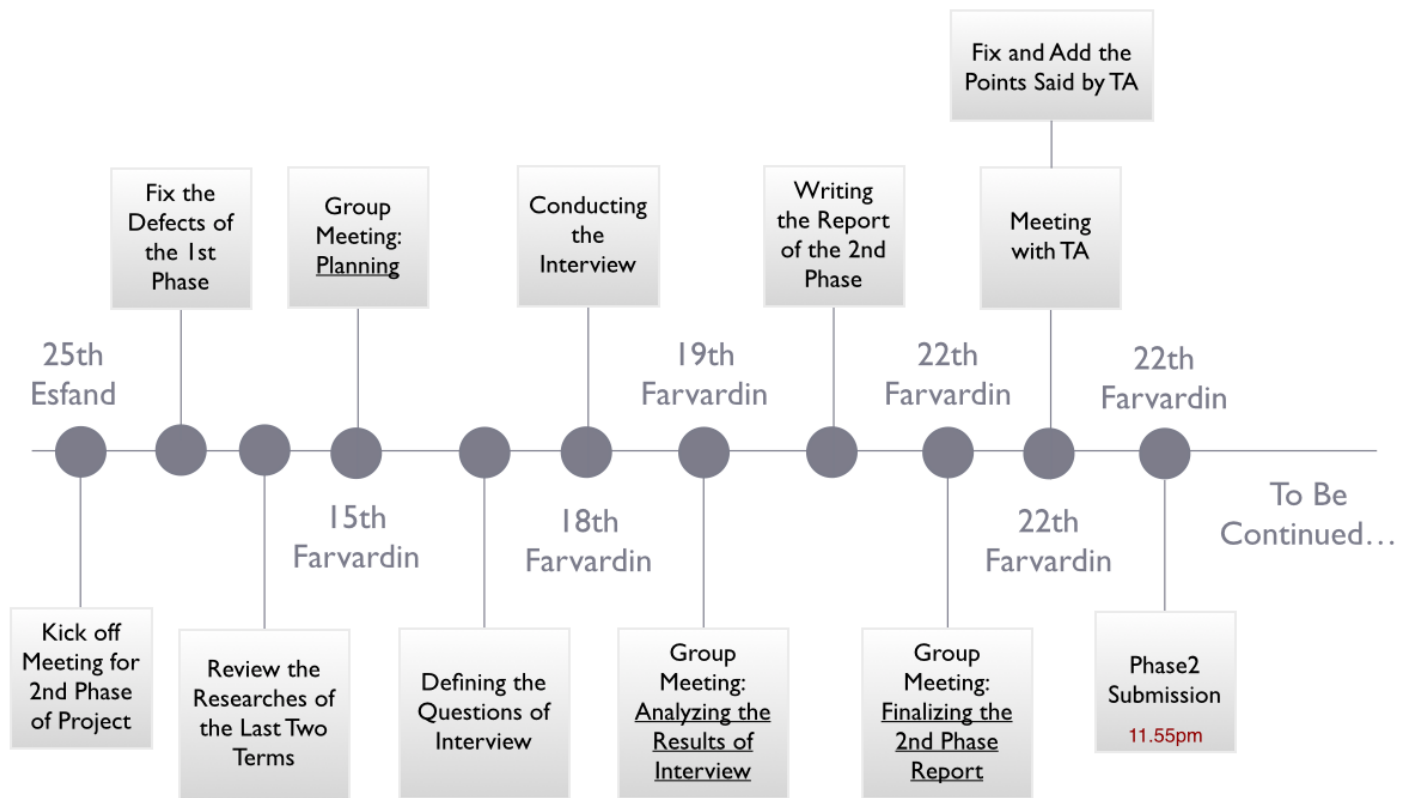 Fix and Add the
Points Said by TA
Fix the
Defects of
the 1st
Phase
Group
Meeting:
Planning
Conducting
the
Interview
Writing
the Report
of the 2nd
Phase
Meeting
with TA
25th
Esfand
19th
Farvardin
22th
Farvardin
22th
Farvardin
15th
Farvardin
18th
Farvardin
22th
Farvardin
To Be
Continued...
Kick off
Meeting for
2nd Phase
of Project
Review the
Researches of
the Last Two
Terms
Defining the
Questions of
Interview
Group
Meeting:
Analyzing the
Results of
Interview
Group
Meeting:
Finalizing the
2nd Phase
Report
Phase2
Submission
11.55pm